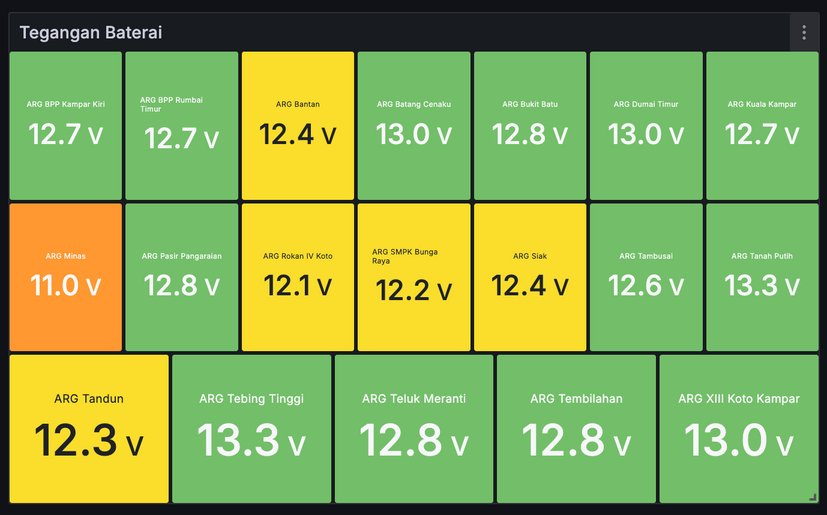 Tegangan Baterai
ARG BPP Kampar Kiri
12.7 V
ARG BPP Rumbai
Timur
12.7 V
ARG Bantan
12.4 V
ARG Batang Cenaku
13.0 V
ARG Bukit Batu
12.8 V
ARG Dumai Timur
13.0 V
ARG Kuala Kampar
12.7 V
ARG Minas
11.0 V
ARG Pasir Pangaraian
12.8 V
ARG Rokan IV Koto
12.1 V
ARG SMPK Bunga
Raya
12.2 V
ARG Siak
12.4 V
ARG Tambusai
12.6 V
ARG Tanah Putih
13.3 V
ARG Tandun
12.3 V
ARG Tebing Tinggi
13.3 V
ARG Teluk Meranti
12.8 V
ARG Tembilahan
12.8 V
ARG XIII Koto Kampar
13.0 V